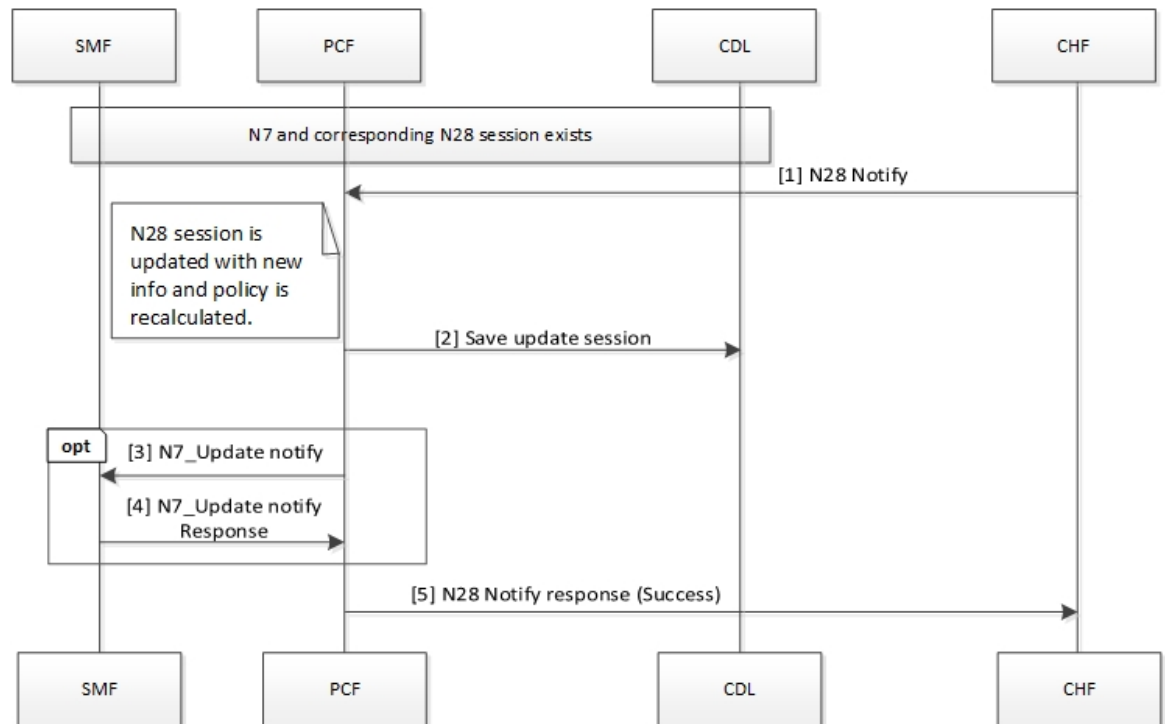 SMF
PCF
CDL
CHF
N7 and corresponding N28 session exists
[1] N28 Notify
N28 session is
updated with new
info and policy is
recalculated.
[2] Save update session
opt
[3] N7_Update notify
[4] N7_Update notify
Response
[5] N28 Notify response (Success)
SMF
PCF
CDL
CHF